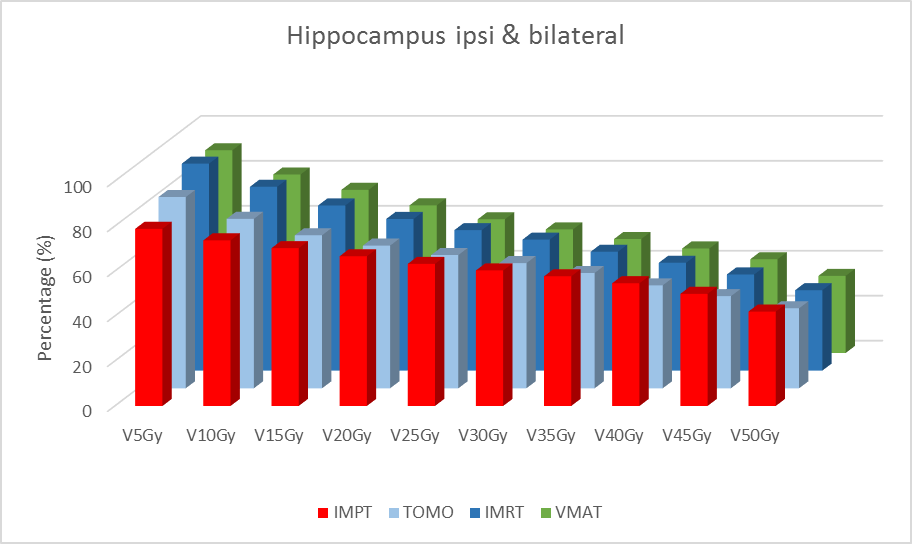 Hippocampus ipsi & bilateral
Percentage (%)
100
80
60
40
20
0
V5Gy V10Gy V15Gy V20Gy V25Gy V30Gy V35Gy V40Gy V45Gy V50Gy
IMPT TOMO IMRT VMAT